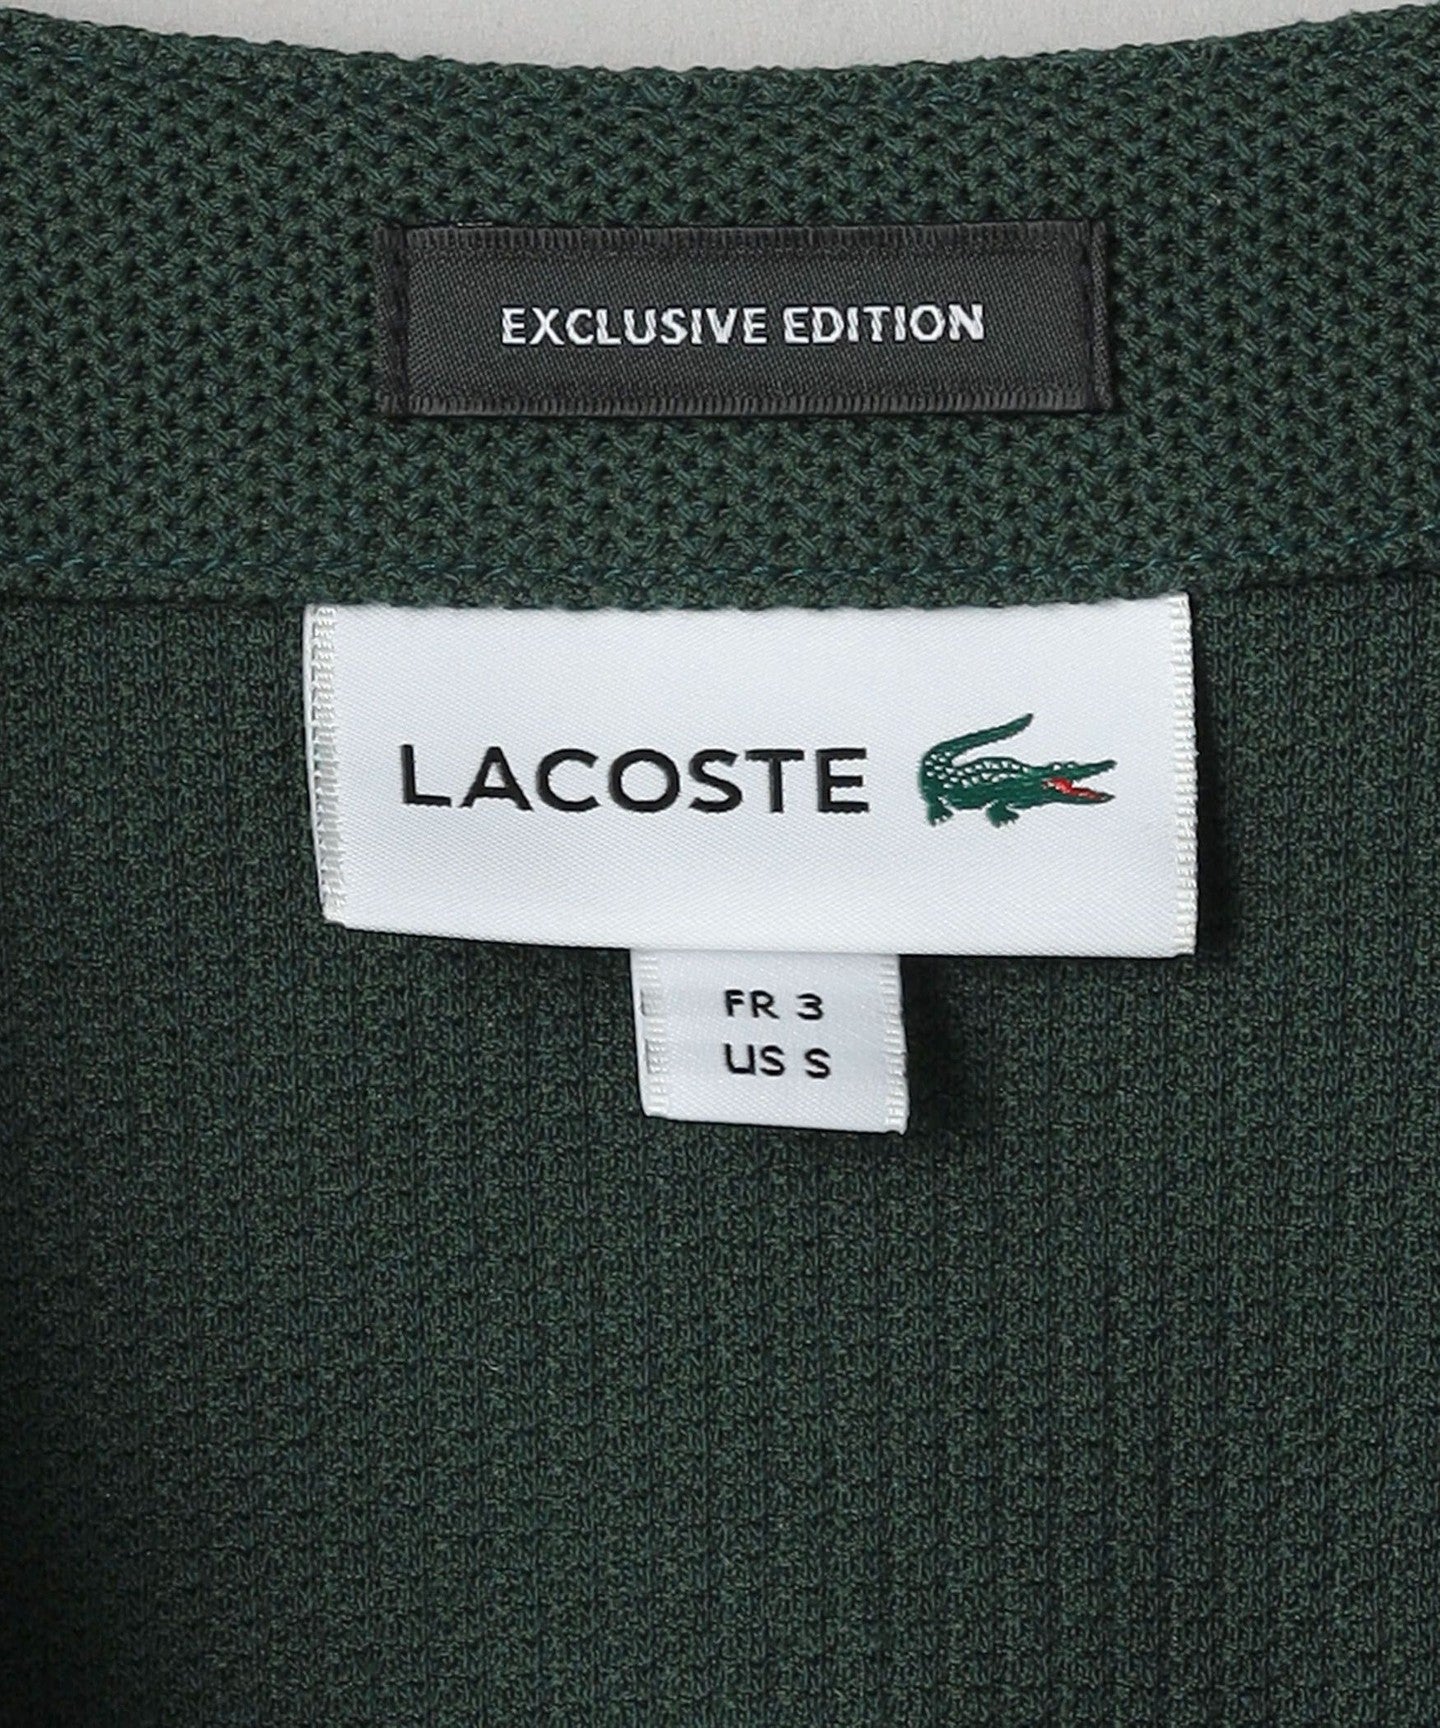 EXCLUSIVE EDITION
LACOSTE
FR 3
US S